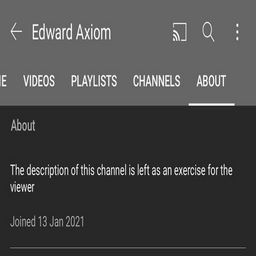 Edward Axiom
E VIDEOS PLAYLISTS CHANNELS ABOUT
About
The description of this channel is left as an exercise for the
viewer
Joined 13 Jan 2021